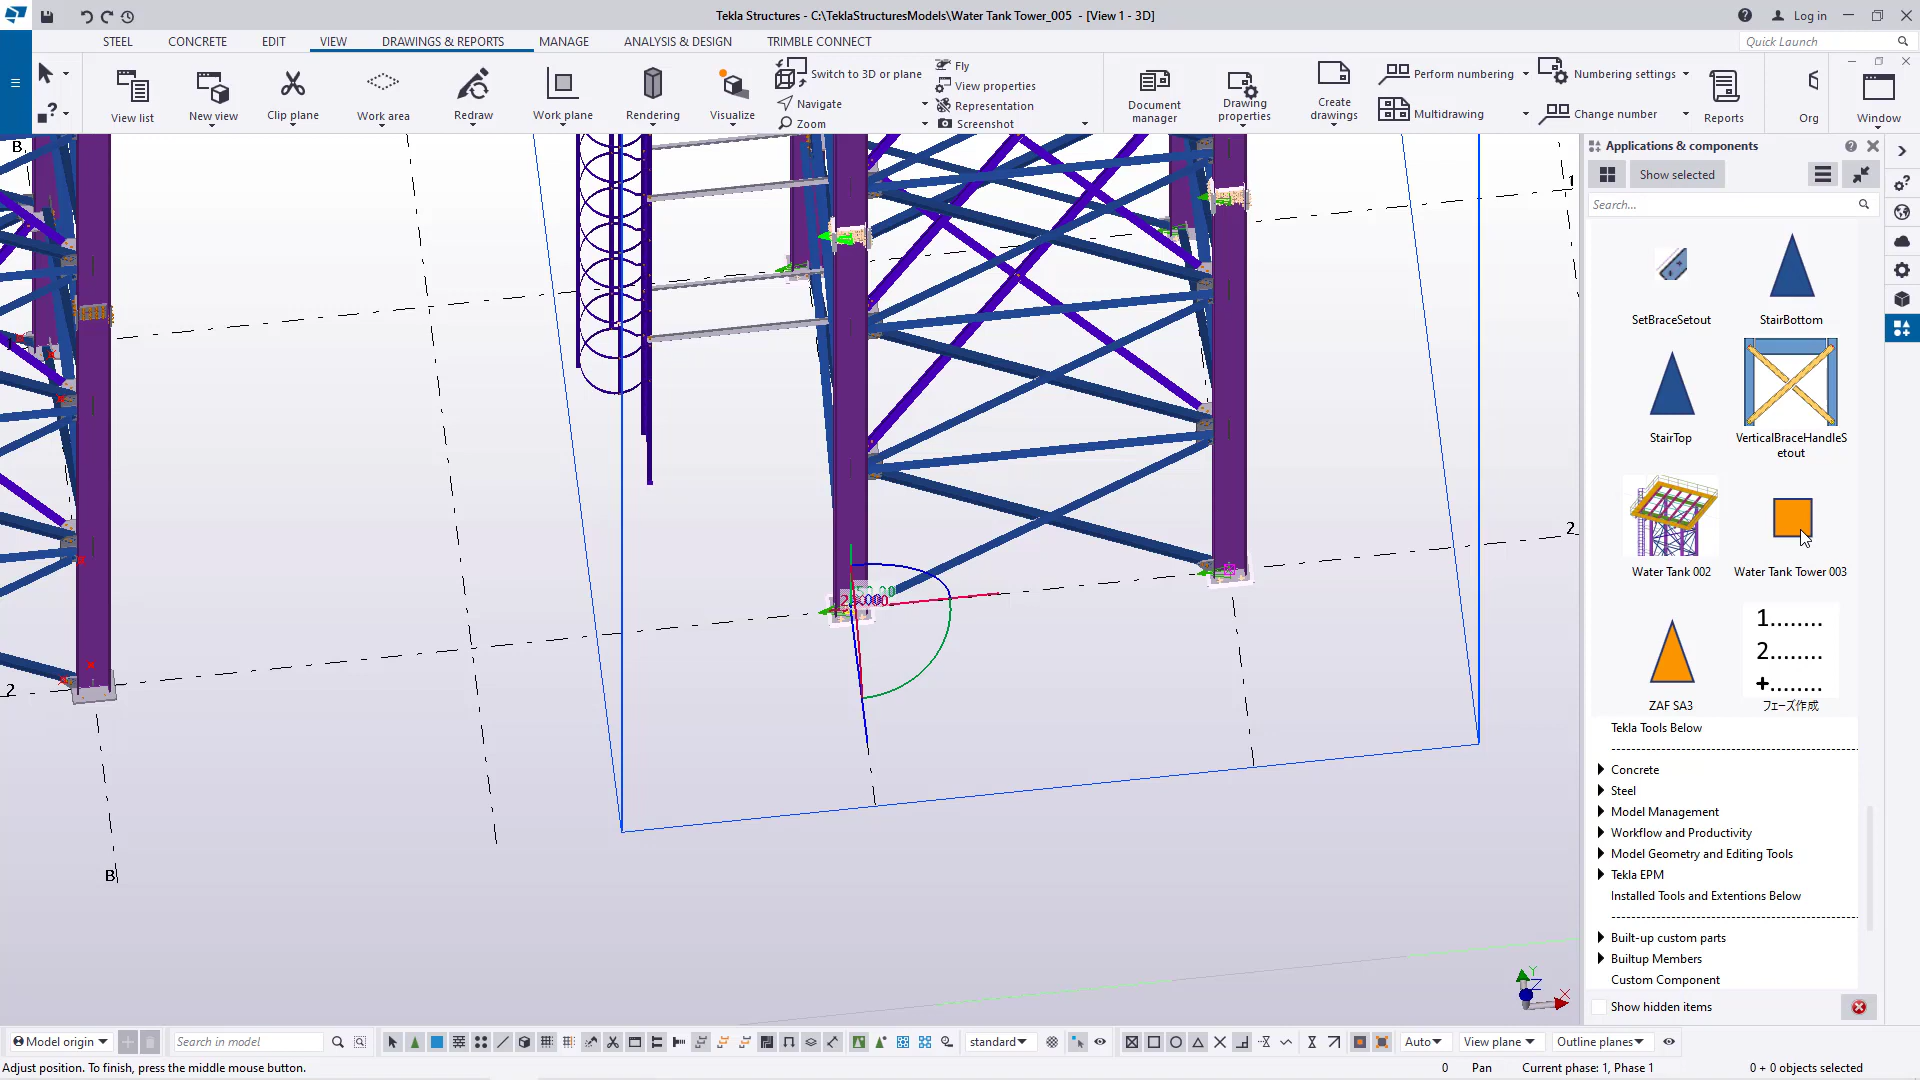 Tekla Structures - C:\TeklaStructuresModels\Water Tank Tower_005 - [View 1 - 3D]
Log in
STEEL
CONCRETE
EDIT
VIEW
DRAWINGS & REPORTS
MANAGE
ANALYSIS & DESIGN
TRIMBLE CONNECT
Quick Launch
View list
New view
Clip plane
Work area
Redraw
Work plane
Rendering
Visualize
Switch to 3D or plane
Navigate
Zoom
Fly
View properties
Representation
Screenshot
Document manager
Drawing properties
Create drawings
Perform numbering
Multidrawing
Numbering settings
Change number
Reports
Org
Window
B
1
1
2
2
B
Applications & components
Show selected
Search...
SetBraceSetout
StairBottom
StairTop
VerticalBraceHandleS
etout
Water Tank 002
Water Tank Tower 003
1........
2........
+........
ZAF SA3
フェーズ作成
Tekla Tools Below
Concrete
Steel
Model Management
Workflow and Productivity
Model Geometry and Editing Tools
Tekla EPM
Installed Tools and Extentions Below
Built-up custom parts
Builtup Members
Custom Component
Show hidden items
Y
Z
X
Model origin
Search in model
standard
Auto
View plane
Outline planes
Adjust position. To finish, press the middle mouse button.
0
Pan
Current phase: 1, Phase 1
0 + 0 objects selected